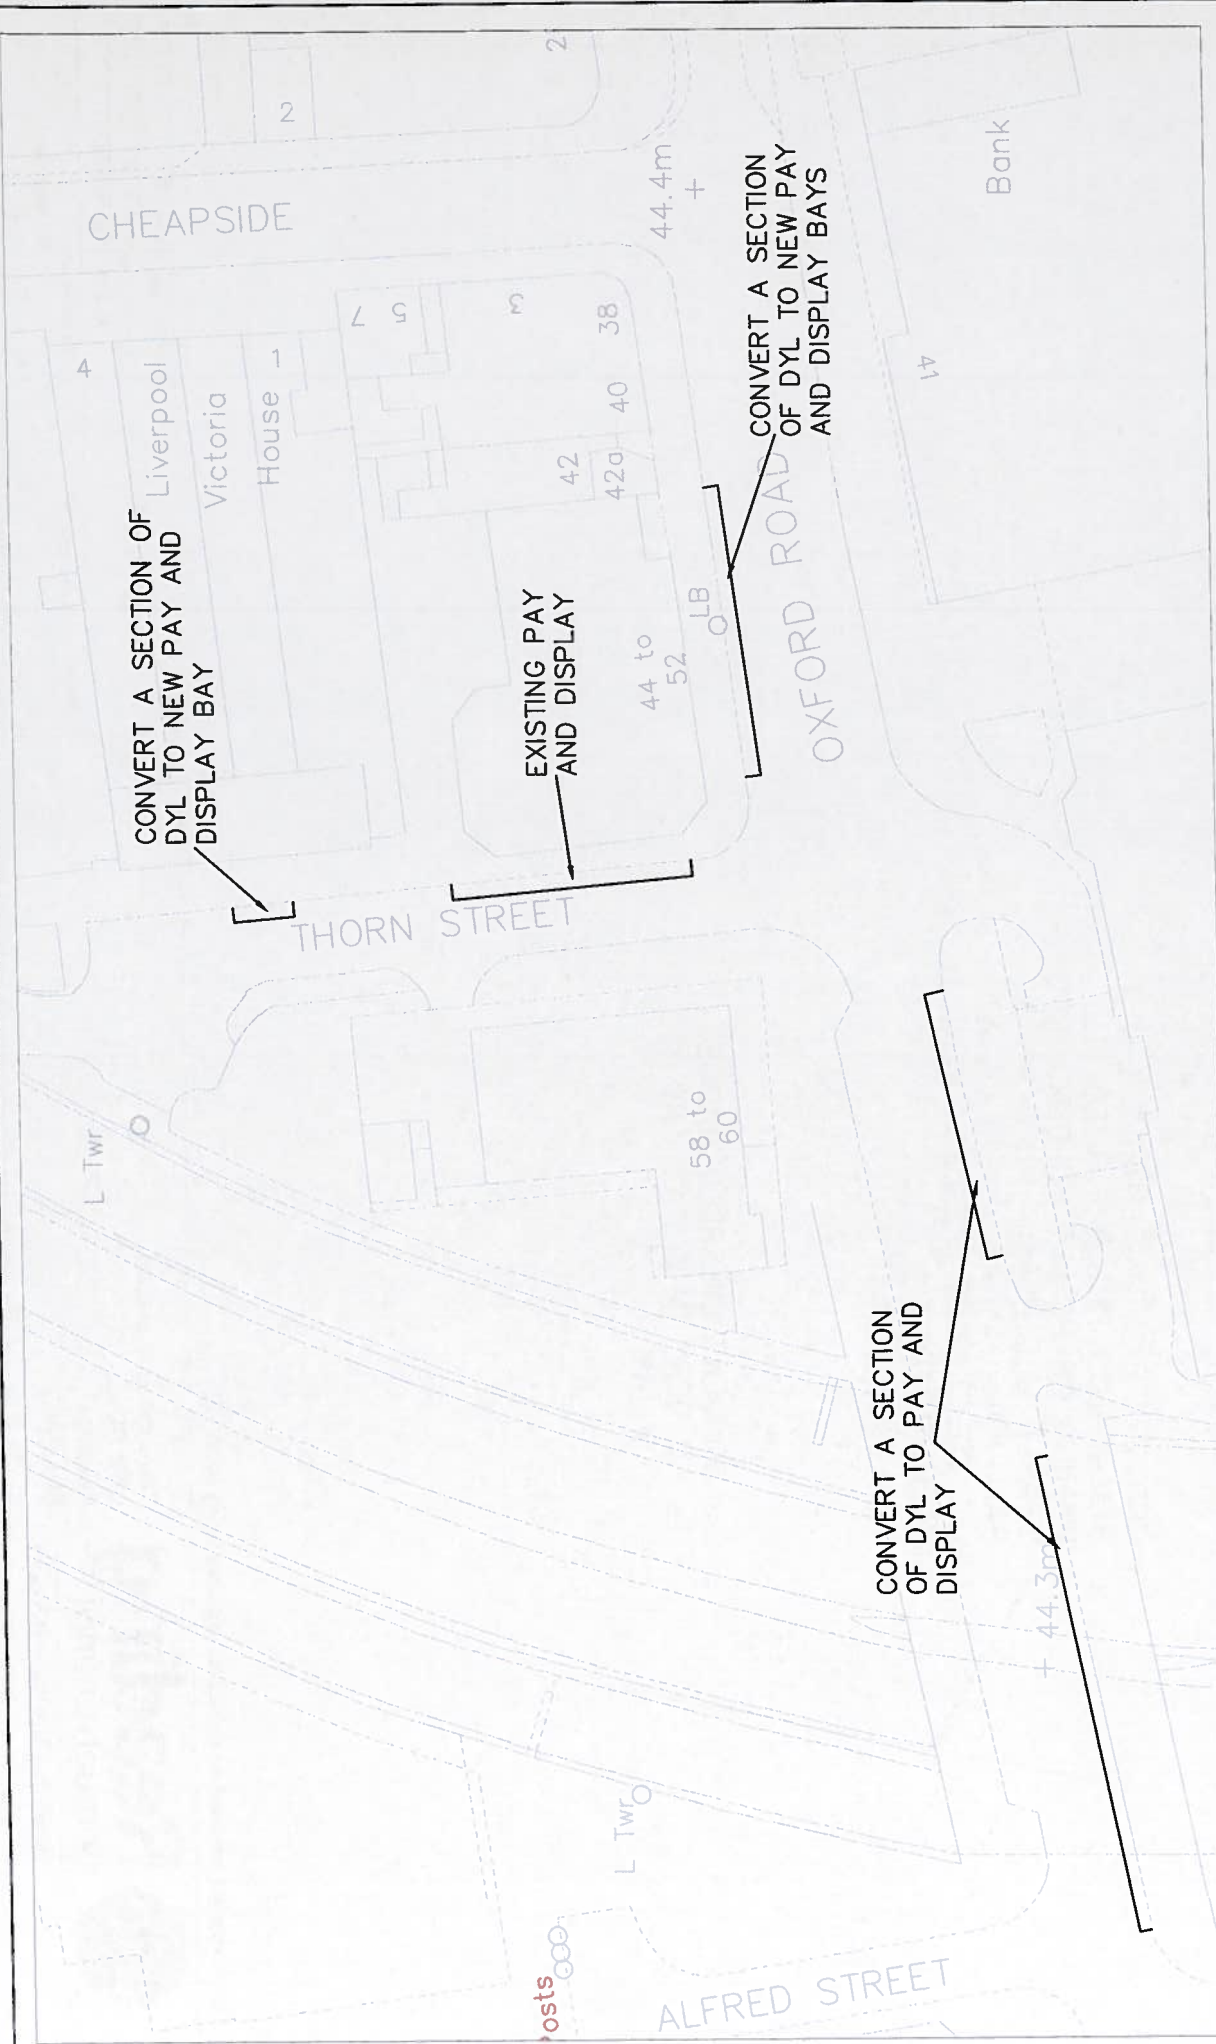 CHEAPSIDE
2
44.4m
Bank
4
Liverpool
Victoria
House
1
7
5
3
38
40
42
42a
41
CONVERT A SECTION OF
DYL TO NEW PAY AND
DISPLAY BAY
CONVERT A SECTION
OF DYL TO NEW PAY
AND DISPLAY BAYS
EXISTING PAY
AND DISPLAY
44 to
52
LB
OXFORD ROAD
THORN STREET
L Twr
58 to
60
CONVERT A SECTION
OF DYL TO PAY AND
DISPLAY
44.3m
L Twr
Posts
ALFRED STREET